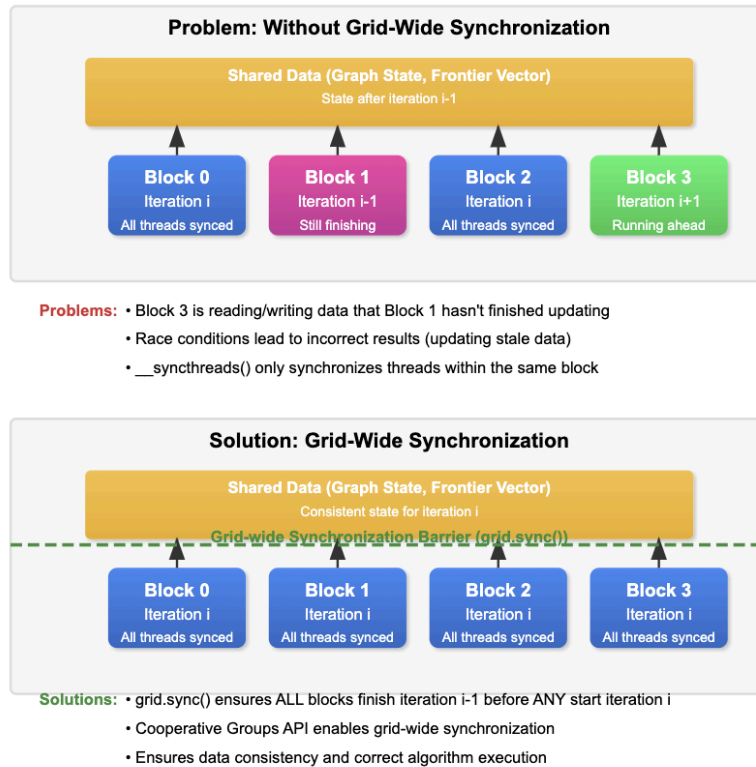 Problem: Without Grid-Wide Synchronization
Shared Data (Graph State, Frontier Vector)
State after iteration i-1
Block 0
Iteration i
All threads synced
Block 1
Iteration i-1
Still finishing
Block 2
Iteration i
All threads synced
Block 3
Iteration i+1
Running ahead
Problems: • Block 3 is reading/writing data that Block 1 hasn't finished updating
• Race conditions lead to incorrect results (updating stale data)
• __syncthreads() only synchronizes threads within the same block
Solution: Grid-Wide Synchronization
Shared Data (Graph State, Frontier Vector)
Consistent state for iteration i
Grid-wide Synchronization Barrier (grid.sync())
Block 0
Iteration i
All threads synced
Block 1
Iteration i
All threads synced
Block 2
Iteration i
All threads synced
Block 3
Iteration i
All threads synced
Solutions: • grid.sync() ensures ALL blocks finish iteration i-1 before ANY start iteration i
• Cooperative Groups API enables grid-wide synchronization
• Ensures data consistency and correct algorithm execution